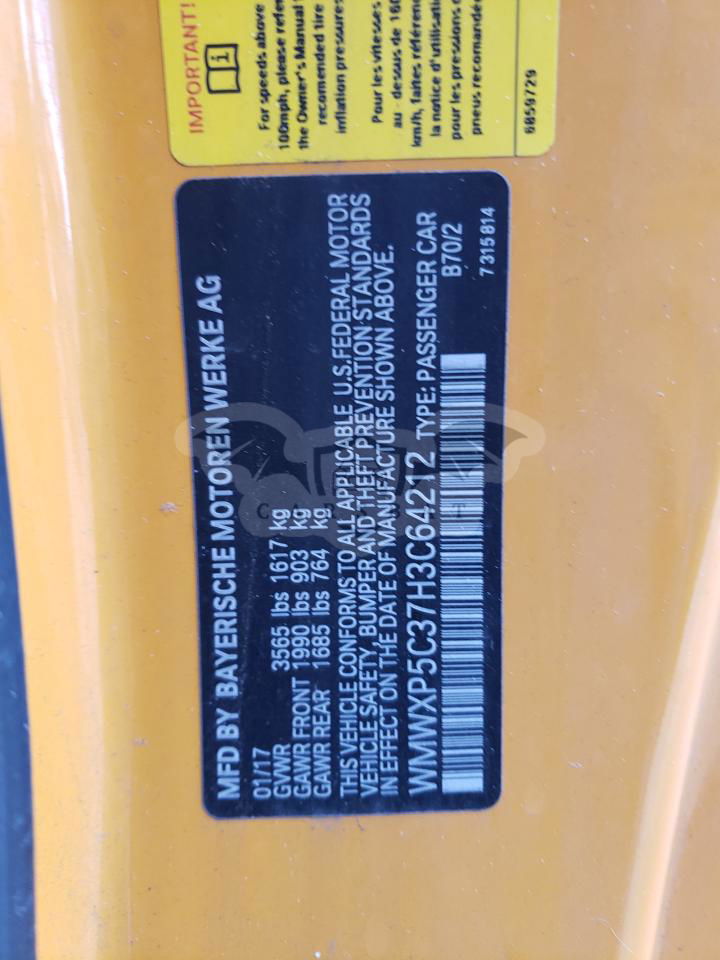 IMPORTANT!
For speeds above
100mph, please refer
the Owner's Manual
recomended tire
inflation pressures
Pour les vitesses
au - dessus de 160
km/h, faites référenc
la notice d'utilisati
pour les pressions d
pneus recomandée
6859729
MFD BY BAYERISCHE MOTOREN WERKE AG
01/17
GVWR 3565 lbs 1617 kg
GAWR FRONT 1990 lbs 903 kg
GAWR REAR 1685 lbs 764 kg
THIS VEHICLE CONFORMS TO ALL APPLICABLE U.S.FEDERAL MOTOR
VEHICLE SAFETY, BUMPER AND THEFT PREVENTION STANDARDS
IN EFFECT ON THE DATE OF MANUFACTURE SHOWN ABOVE.
WMWXP5C37H3C64212 TYPE: PASSENGER CAR
B70/2
7315814